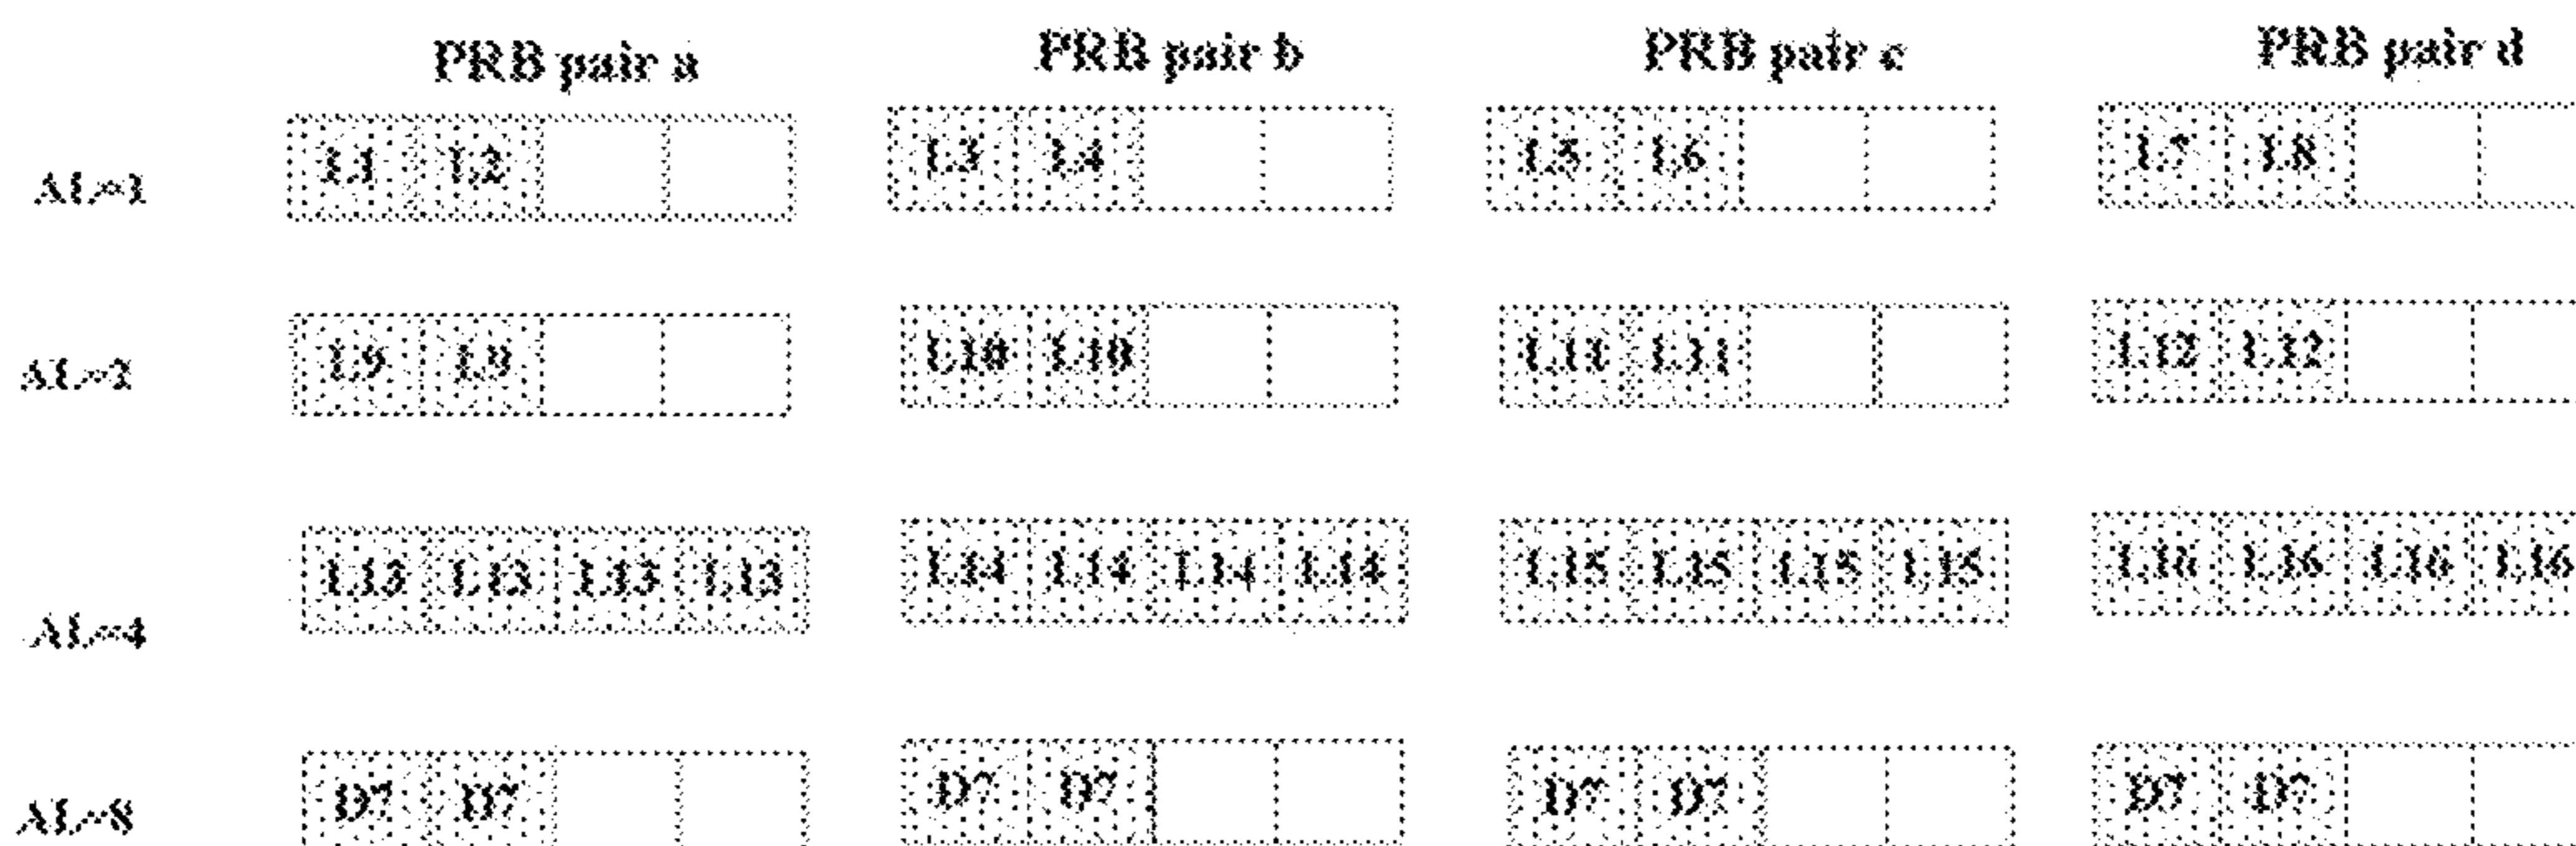 PRB pair a PRB pair b PRB pair c PRB pair d
AL=1 L1 L2 L3 L4 L5 L6 L7 L8
AL=2 L9 L9 L10 L10 L11 L11 L12 L12
AL=4 L13 L13 L13 L13 L14 L14 L14 L14 L15 L15 L15 L15 L16 L16 L16 L16
AL=8 D7 D7 D7 D7 D7 D7 D7 D7